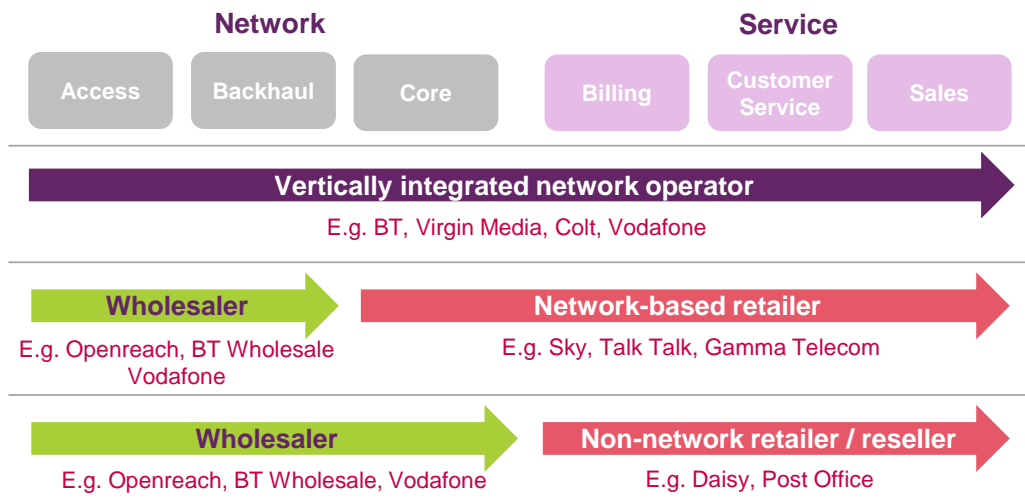 Network
Service
Access
Backhaul
Core
Billing
Customer
Service
Sales
Vertically integrated network operator
E.g. BT, Virgin Media, Colt, Vodafone
Wholesaler
Network-based retailer
E.g. Openreach, BT Wholesale
Vodafone
E.g. Sky, Talk Talk, Gamma Telecom
Wholesaler
Non-network retailer / reseller
E.g. Openreach, BT Wholesale, Vodafone
E.g. Daisy, Post Office